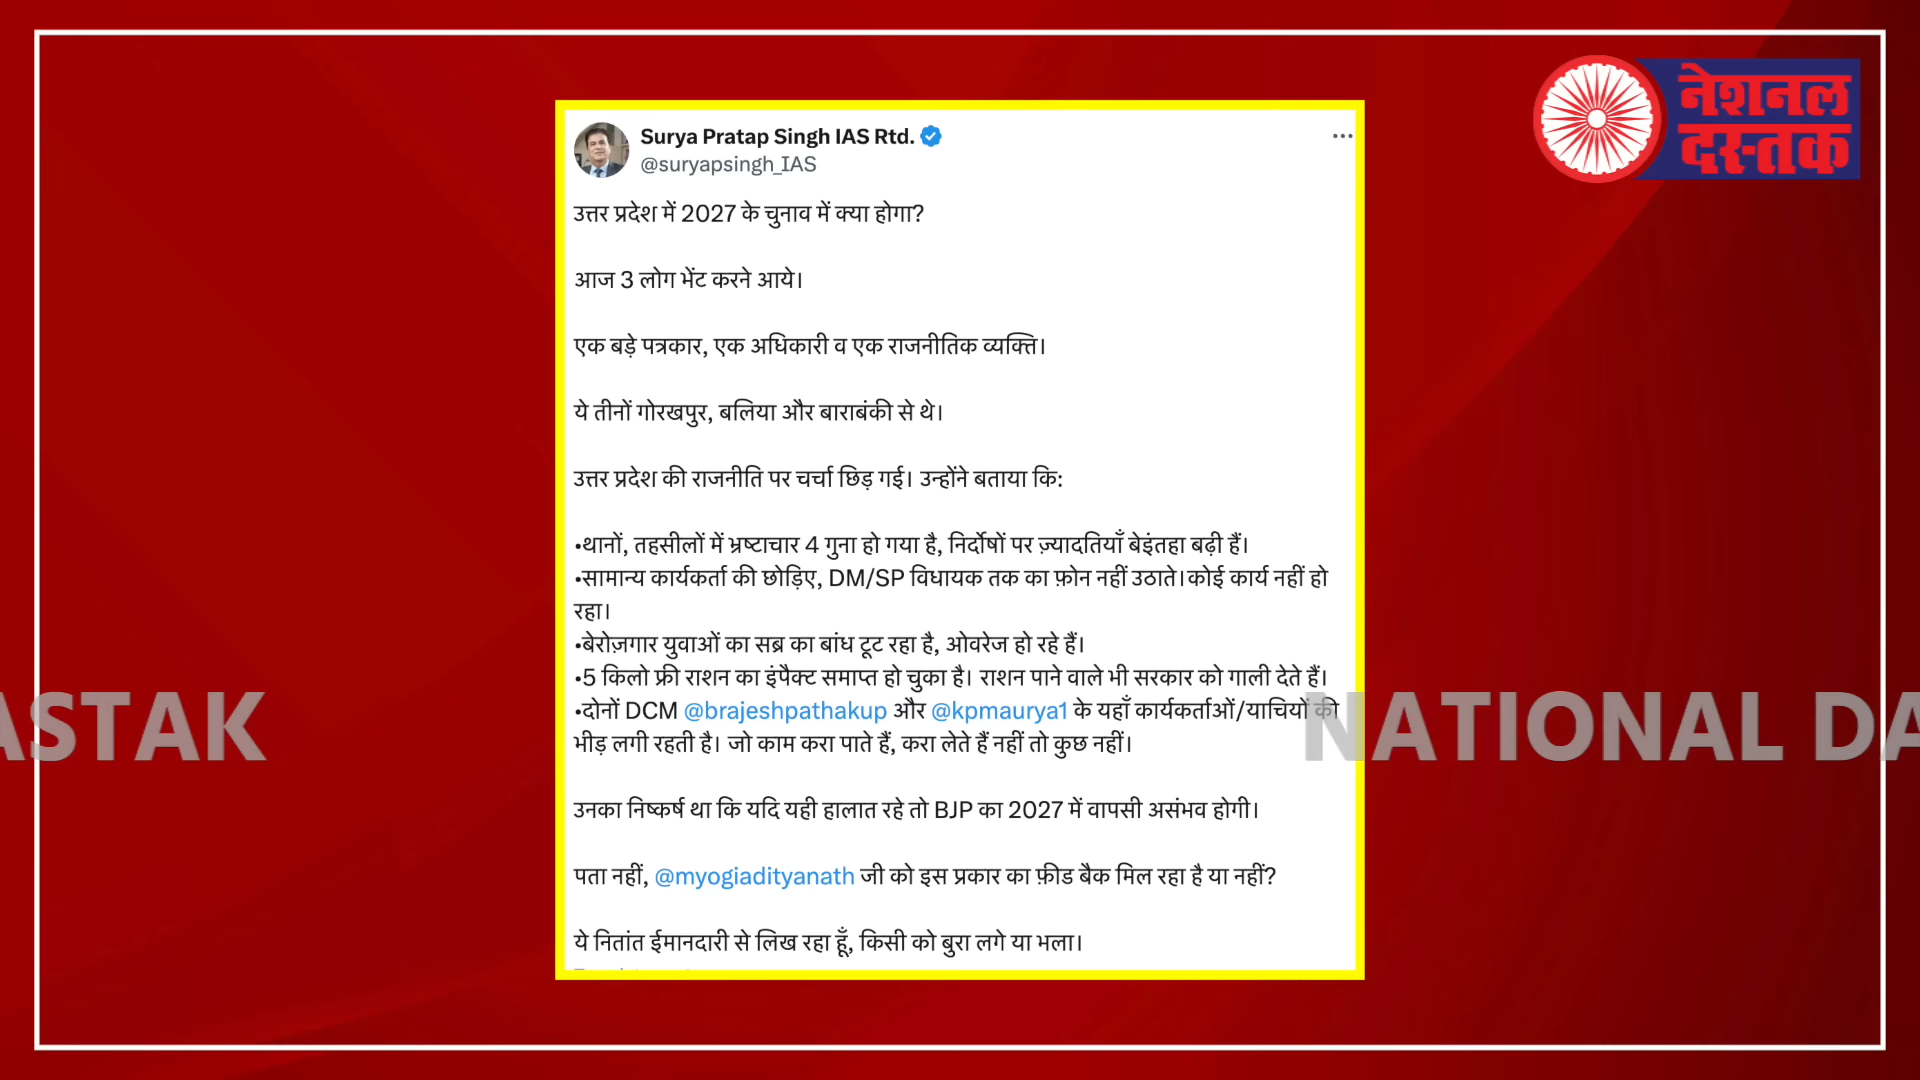 नेशनल
दस्तक
Surya Pratap Singh IAS Rtd.
@suryapsingh_IAS
उत्तर प्रदेश में 2027 के चुनाव में क्या होगा?
आज 3 लोग भेंट करने आये।
एक बड़े पत्रकार, एक अधिकारी व एक राजनीतिक व्यक्ति।
ये तीनों गोरखपुर, बलिया और बाराबंकी से थे।
उत्तर प्रदेश की राजनीति पर चर्चा छिड़ गई। उन्होंने बताया कि:
•थानों, तहसीलों में भ्रष्टाचार 4 गुना हो गया है, निर्दोषों पर ज़्यादतियाँ बेइंतहा बढ़ी हैं।
•सामान्य कार्यकर्ता की छोड़िए, DM/SP विधायक तक का फ़ोन नहीं उठाते।कोई कार्य नहीं हो
रहा।
•बेरोज़गार युवाओं का सब्र का बांध टूट रहा है, ओवरेज हो रहे हैं।
•5 किलो फ्री राशन का इंपैक्ट समाप्त हो चुका है। राशन पाने वाले भी सरकार को गाली देते हैं।
•दोनों DCM @brajeshpathakup और @kpmaurya1 के यहाँ कार्यकर्ताओं/याचियों की
भीड़ लगी रहती है। जो काम करा पाते हैं, करा लेते हैं नहीं तो कुछ नहीं।
उनका निष्कर्ष था कि यदि यही हालात रहे तो BJP का 2027 में वापसी असंभव होगी।
पता नहीं, @myogiadityanath जी को इस प्रकार का फ़ीड बैक मिल रहा है या नहीं?
ये नितांत ईमानदारी से लिख रहा हूँ, किसी को बुरा लगे या भला।
ASTAK
NATIONAL DA